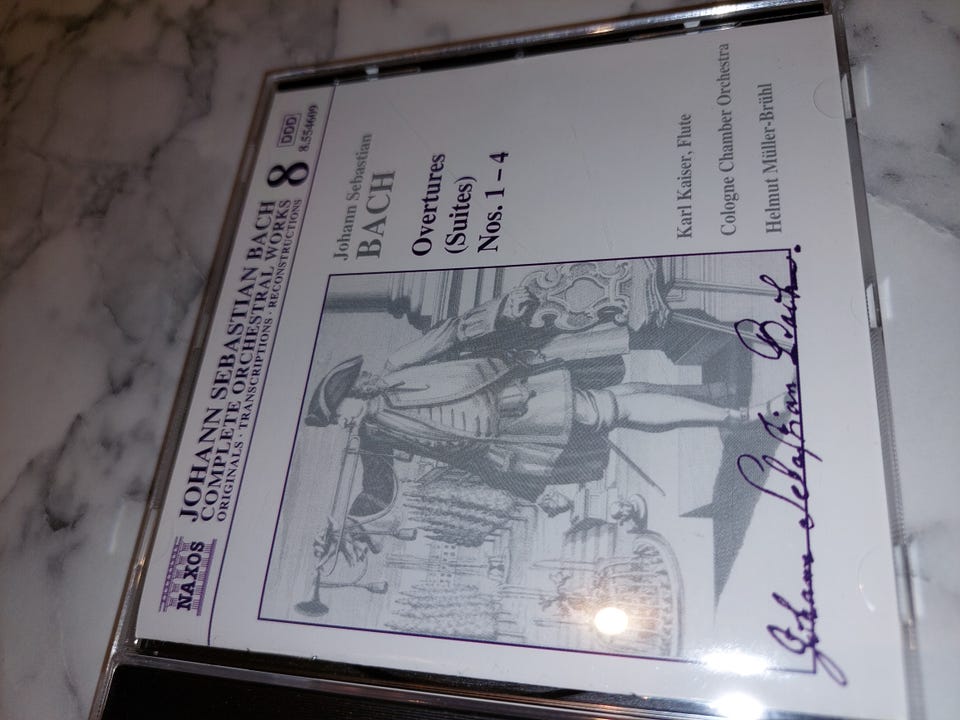 NAXOS
JOHANN SEBASTIAN BACH
COMPLETE ORCHESTRAL WORKS
ORIGINALS · TRANSCRIPTIONS · RECONSTRUCTIONS
8
DDD
8.554609
Johann Sebastian
BACH
Overtures
(Suites)
Nos. 1 – 4
Karl Kaiser, Flute
Cologne Chamber Orchestra
Helmut Müller-Brühl
Johann Sebastian Bach.